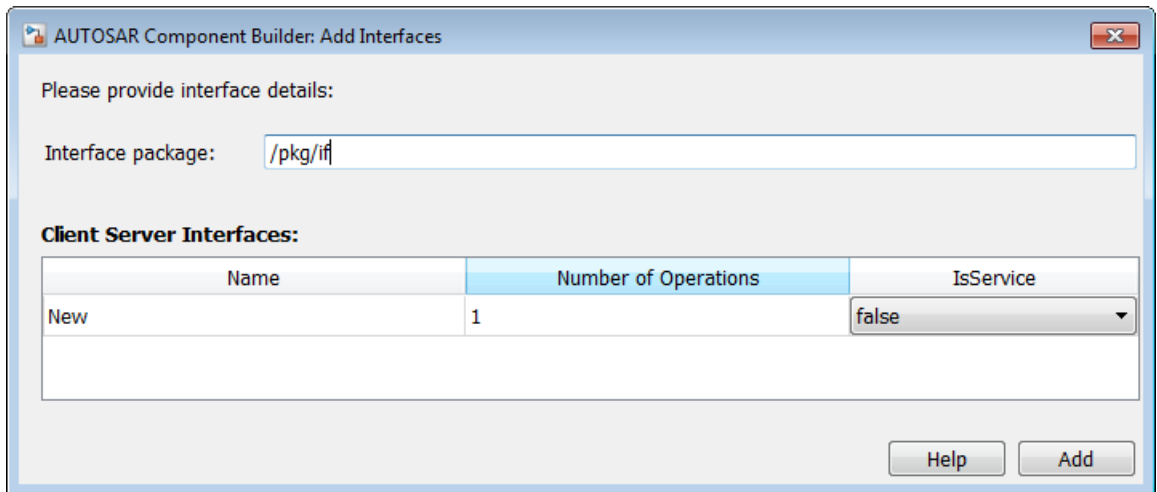 AUTOSAR Component Builder: Add Interfaces
Please provide interface details:
Interface package: /pkg/if
Client Server Interfaces:
Name Number of Operations IsService
New 1 false
Help Add